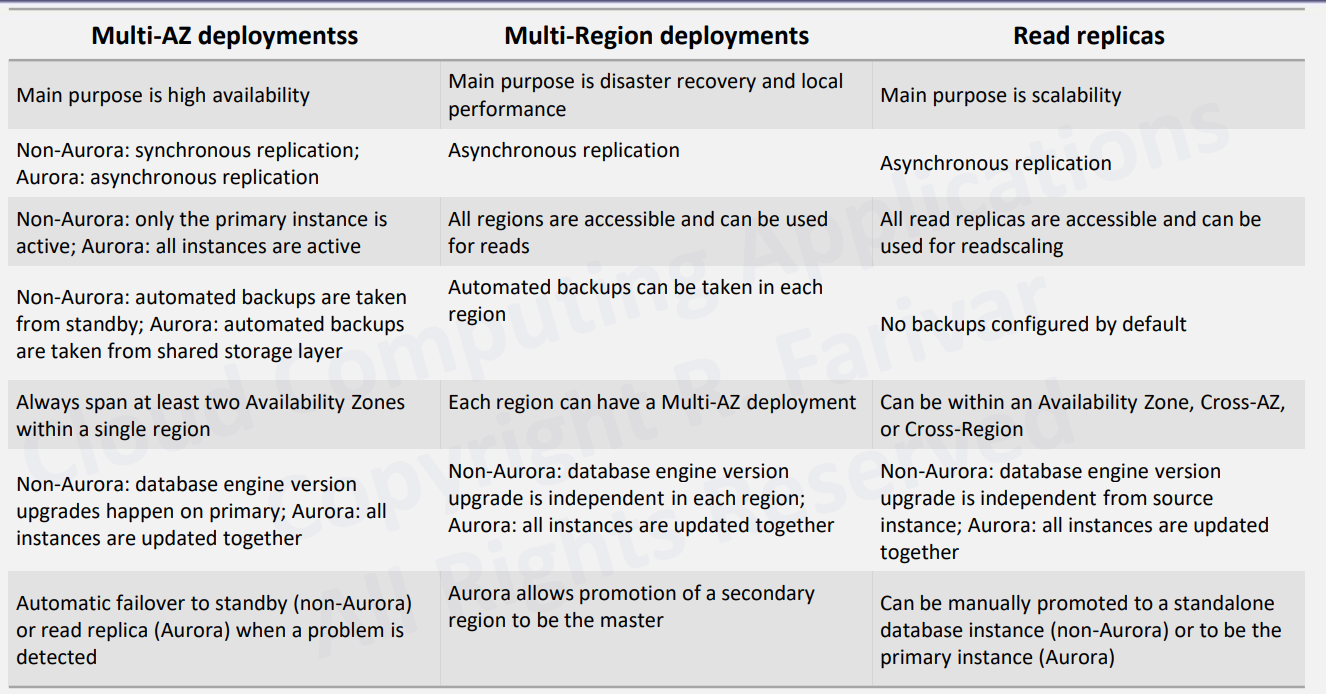 Multi-AZ deploymentss
Multi-Region deployments
Read replicas
Main purpose is high availability
Main purpose is disaster recovery and local
performance
Main purpose is scalability
Non-Aurora: synchronous replication;
Aurora: asynchronous replication
Asynchronous replication
Asynchronous replication
Non-Aurora: only the primary instance is
active; Aurora: all instances are active
All regions are accessible and can be used
for reads
All read replicas are accessible and can be
used for readscaling
Non-Aurora: automated backups are taken
from standby; Aurora: automated backups
are taken from shared storage layer
Automated backups can be taken in each
region
No backups configured by default
Always span at least two Availability Zones
within a single region
Each region can have a Multi-AZ deployment
Can be within an Availability Zone, Cross-AZ,
or Cross-Region
Non-Aurora: database engine version
upgrades happen on primary; Aurora: all
instances are updated together
Non-Aurora: database engine version
upgrade is independent in each region;
Aurora: all instances are updated together
Non-Aurora: database engine version
upgrade is independent from source
instance; Aurora: all instances are updated
together
Automatic failover to standby (non-Aurora)
or read replica (Aurora) when a problem is
detected
Aurora allows promotion of a secondary
region to be the master
Can be manually promoted to a standalone
database instance (non-Aurora) or to be the
primary instance (Aurora)
Cloud Computing Applications
Copyright R. Farivar
All Rights Reserved